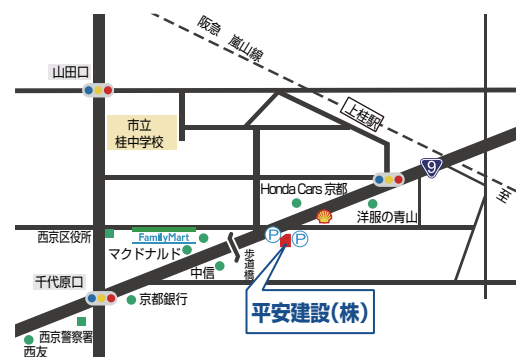 阪急 嵐山線
山田口
上桂駅
市立
桂中学校
9
至
Honda Cars 京都
洋服の青山
西京区役所
FamilyMart
P
P
マクドナルド
歩道橋
中信
千代原口
京都銀行
平安建設(株)
西京警察署
西友